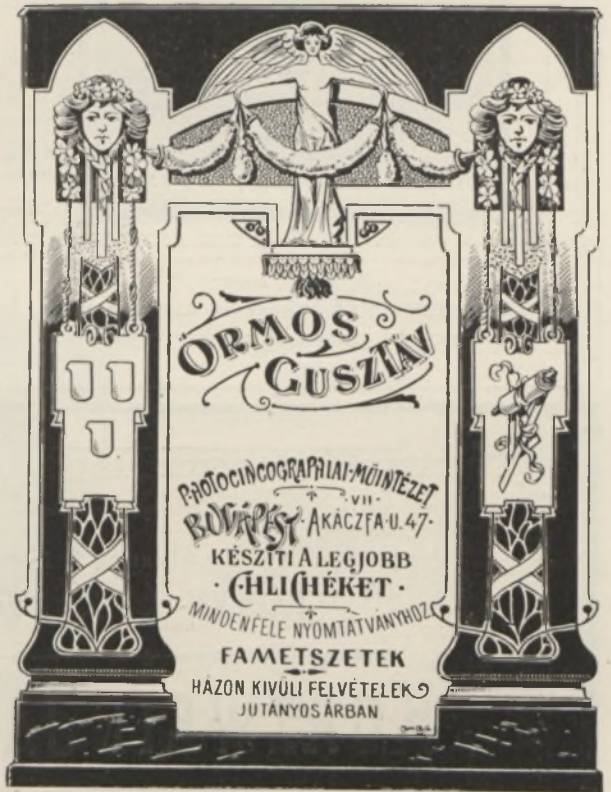 ORMOS
GUSZTÁV
PHOTOCINCOGRAPHIAI-MŰINTÉZET
BUDAPEST · VII · AKÁCZFA-U. 47·
KÉSZITI A LEGJOBB
· CHLICHÉKET ·
MINDENFÉLE NYOMTATVÁNYHOZ
FAMETSZETEK
HÁZON KIVÜLI FELVÉTELEK
JUTÁNYOS ÁRBAN